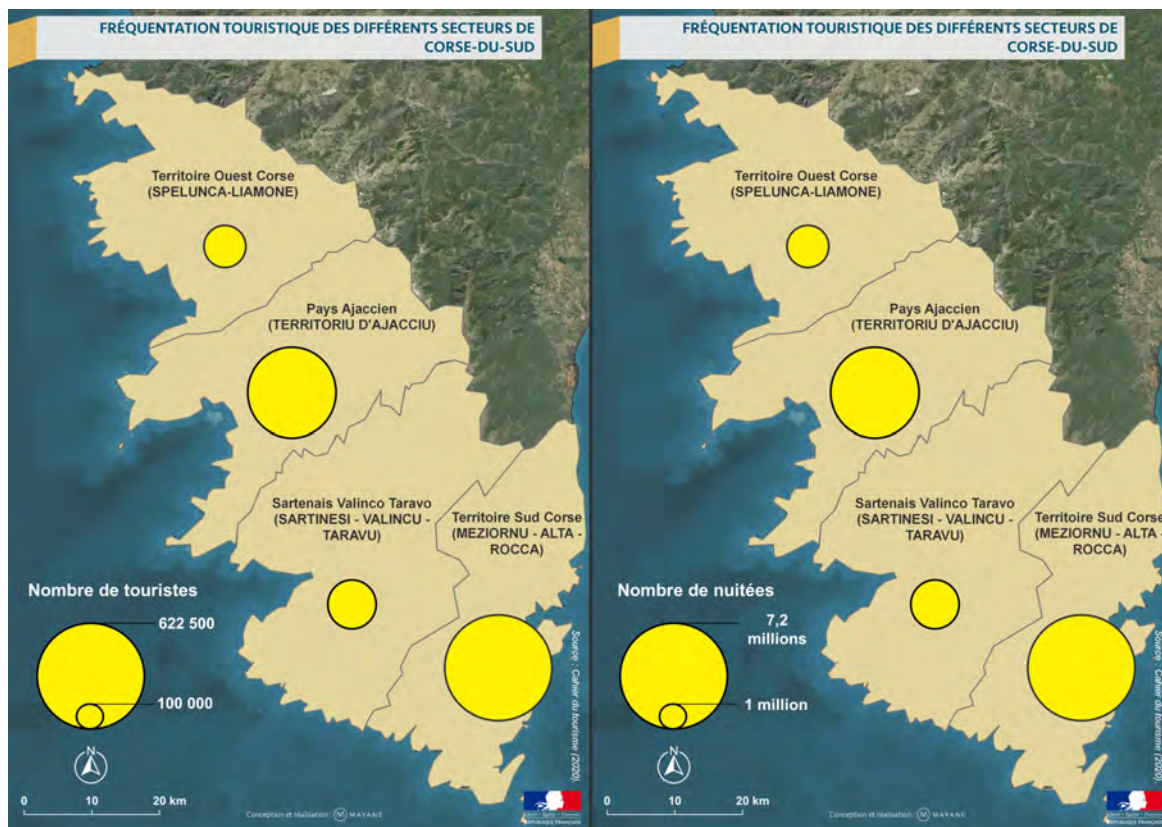 FRÉQUENTATION TOURISTIQUE DES DIFFÉRENTS SECTEURS DE
CORSE-DU-SUD
Territoire Ouest Corse
(SPELUNCA-LIAMONE)
Pays Ajaccien
(TERRITORIU D'AJACCIU)
Sartenais Valinco Taravo
(SARTINESI - VALINCU -
TARAVU)
Territoire Sud Corse
(MEZIORNU - ALTA -
ROCCA)
Nombre de touristes
622 500
100 000
N
0 10 20 km
Conception et réalisation : M MAYANE
Source : Cahier du tourisme (2020).
RÉPUBLIQUE FRANÇAISE
FRÉQUENTATION TOURISTIQUE DES DIFFÉRENTS SECTEURS DE
CORSE-DU-SUD
Territoire Ouest Corse
(SPELUNCA-LIAMONE)
Pays Ajaccien
(TERRITORIU D'AJACCIU)
Sartenais Valinco Taravo
(SARTINESI - VALINCU -
TARAVU)
Territoire Sud Corse
(MEZIORNU - ALTA -
ROCCA)
Nombre de nuitées
7,2
millions
1 million
N
0 10 20 km
Conception et réalisation : M MAYANE
Source : Cahier du tourisme (2020).
RÉPUBLIQUE FRANÇAISE